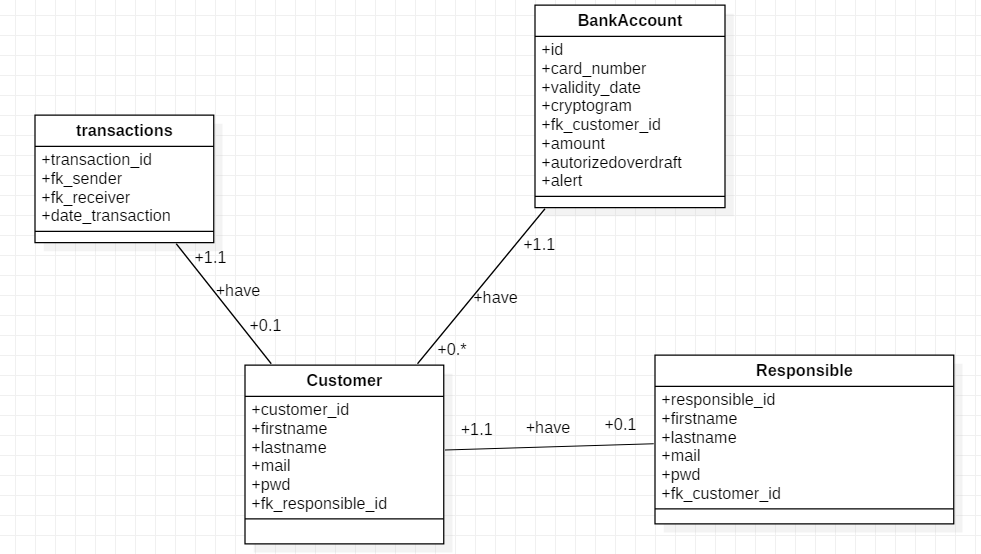 BankAccount
+id
+card_number
+validity_date
+cryptogram
+fk_customer_id
+amount
+autorizedoverdraft
+alert
transactions
+transaction_id
+fk_sender
+fk_receiver
+date_transaction
+1.1
+have
+0.1
+1.1
+have
+0.*
Customer
+customer_id
+firstname
+lastname
+mail
+pwd
+fk_responsible_id
+1.1
+have
+0.1
Responsible
+responsible_id
+firstname
+lastname
+mail
+pwd
+fk_customer_id